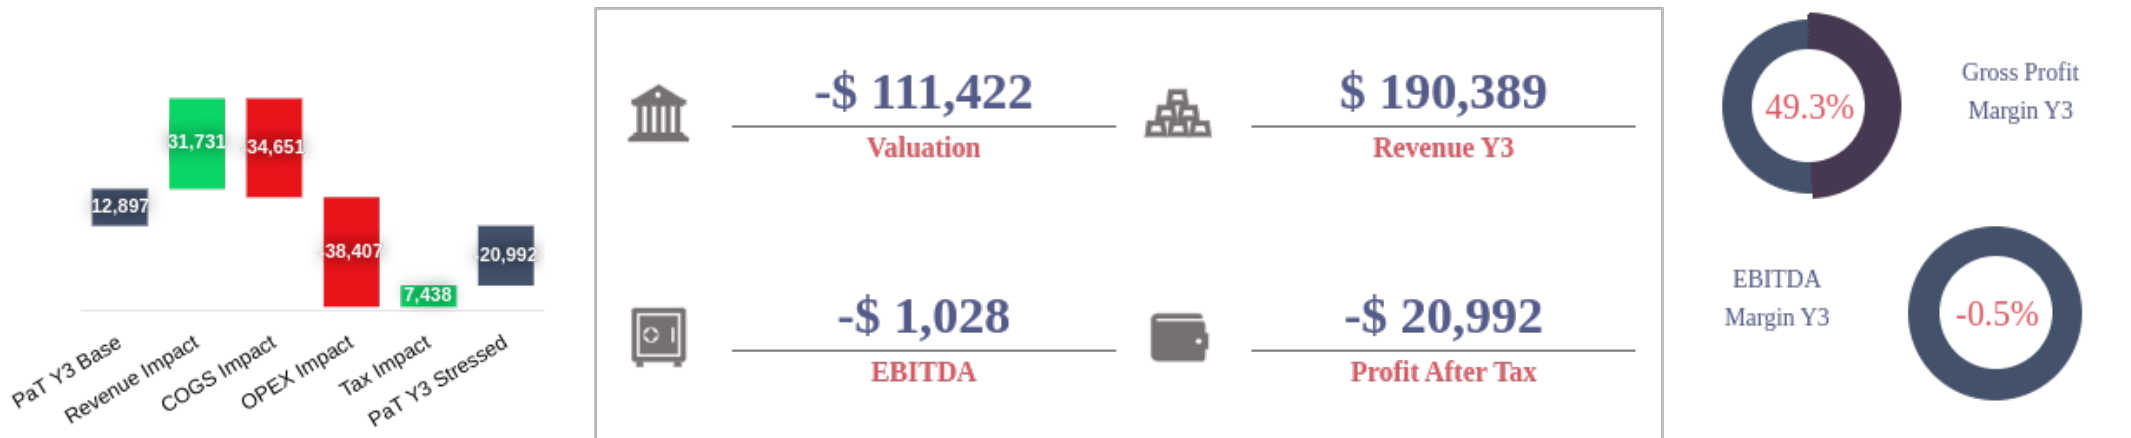 12,897
31,731
-34,651
-38,407
7,438
-20,992
PaT Y3 Base
Revenue Impact
COGS Impact
OPEX Impact
Tax Impact
PaT Y3 Stressed
-$ 111,422
Valuation
$ 190,389
Revenue Y3
-$ 1,028
EBITDA
-$ 20,992
Profit After Tax
49.3%
Gross Profit
Margin Y3
EBITDA
Margin Y3
-0.5%